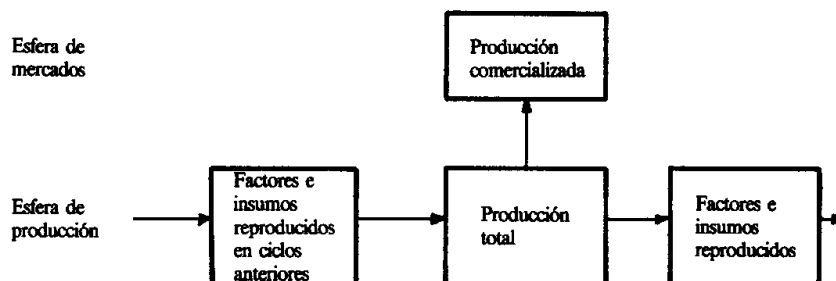 Esfera de
mercados
Producción
comercializada
Esfera de
producción
Factores e
insumos
reproducidos
en ciclos
anteriores
Producción
total
Factores e
insumos
reproducidos